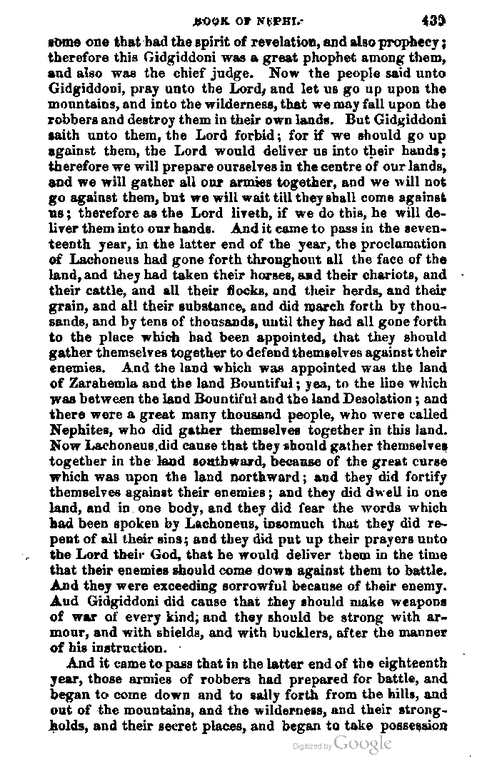 BOOK OF NEPHI. 439
some one that had the spirit of revelation, and also prophecy;
therefore this Gidgiddoni was a great phophet among them,
and also was the chief judge. Now the people said unto
Gidgiddoni, pray unto the Lord, and let us go up upon the
mountains, and into the wilderness, that we may fall upon the
robbers and destroy them in their own lands. But Gidgiddoni
saith unto them, the Lord forbid; for if we should go up
against them, the Lord would deliver us into their hands;
therefore we will prepare ourselves in the centre of our lands,
and we will gather all our armies together, and we will not
go against them, but we will wait till they shall come against
us; therefore as the Lord liveth, if we do this, he will de-
liver them into our hands. And it came to pass in the seven-
teenth year, in the latter end of the year, the proclamation
of Lachoneus had gone forth throughout all the face of the
land, and they had taken their horses, and their chariots, and
their cattle, and all their flocks, and their herds, and their
grain, and all their substance, and did march forth by thou-
sands, and by tens of thousands, until they had all gone forth
to the place which had been appointed, that they should
gather themselves together to defend themselves against their
enemies. And the land which was appointed was the land
of Zarahemla and the land Bountiful; yea, to the line which
was between the land Bountiful and the land Desolation; and
there were a great many thousand people, who were called
Nephites, who did gather themselves together in this land.
Now Lachoneus did cause that they should gather themselves
together in the land southward, because of the great curse
which was upon the land northward; and they did fortify
themselves against their enemies; and they did dwell in one
land, and in one body, and they did fear the words which
had been spoken by Lachoneus, insomuch that they did re-
pent of all their sins; and they did put up their prayers unto
the Lord their God, that he would deliver them in the time
that their enemies should come down against them to battle.
And they were exceeding sorrowful because of their enemy.
And Gidgiddoni did cause that they should make weapons
of war of every kind, and they should be strong with ar-
mour, and with shields, and with bucklers, after the manner
of his instruction.
And it came to pass that in the latter end of the eighteenth
year, those armies of robbers had prepared for battle, and
began to come down and to sally forth from the hills, and
out of the mountains, and the wilderness, and their strong-
holds, and their secret places, and began to take possession
Digitized by Google